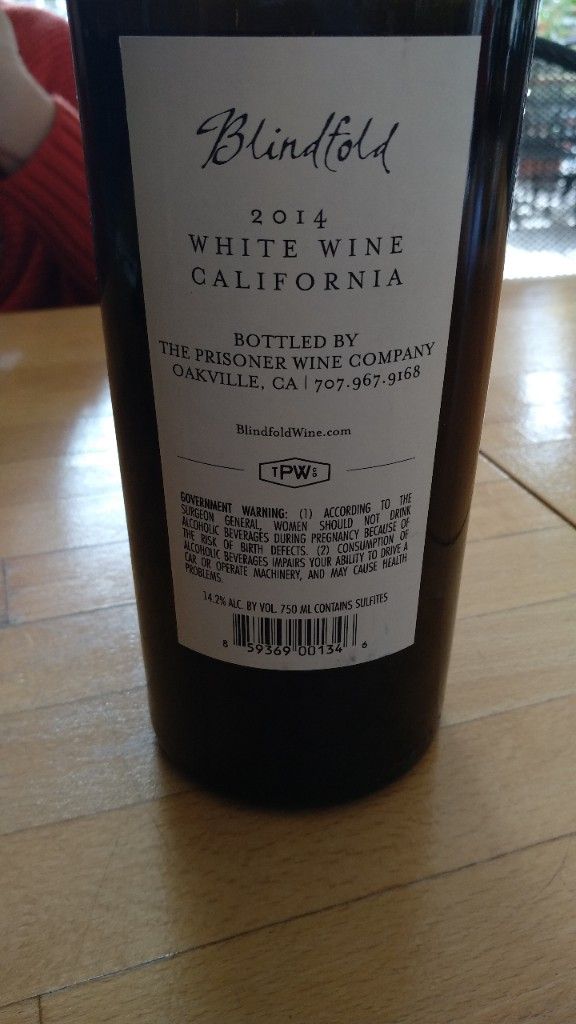 Blindfold
2014
WHITE WINE
CALIFORNIA
BOTTLED BY
THE PRISONER WINE COMPANY
OAKVILLE, CA | 707.967.9168
BlindfoldWine.com
TPWCO
GOVERNMENT WARNING: (1) ACCORDING TO THE
SURGEON GENERAL, WOMEN SHOULD NOT DRINK
ALCOHOLIC BEVERAGES DURING PREGNANCY BECAUSE OF
THE RISK OF BIRTH DEFECTS. (2) CONSUMPTION OF
ALCOHOLIC BEVERAGES IMPAIRS YOUR ABILITY TO DRIVE A
CAR OR OPERATE MACHINERY, AND MAY CAUSE HEALTH
PROBLEMS.
14.2% ALC. BY VOL. 750 ML CONTAINS SULFITES
8 59369 00134 6